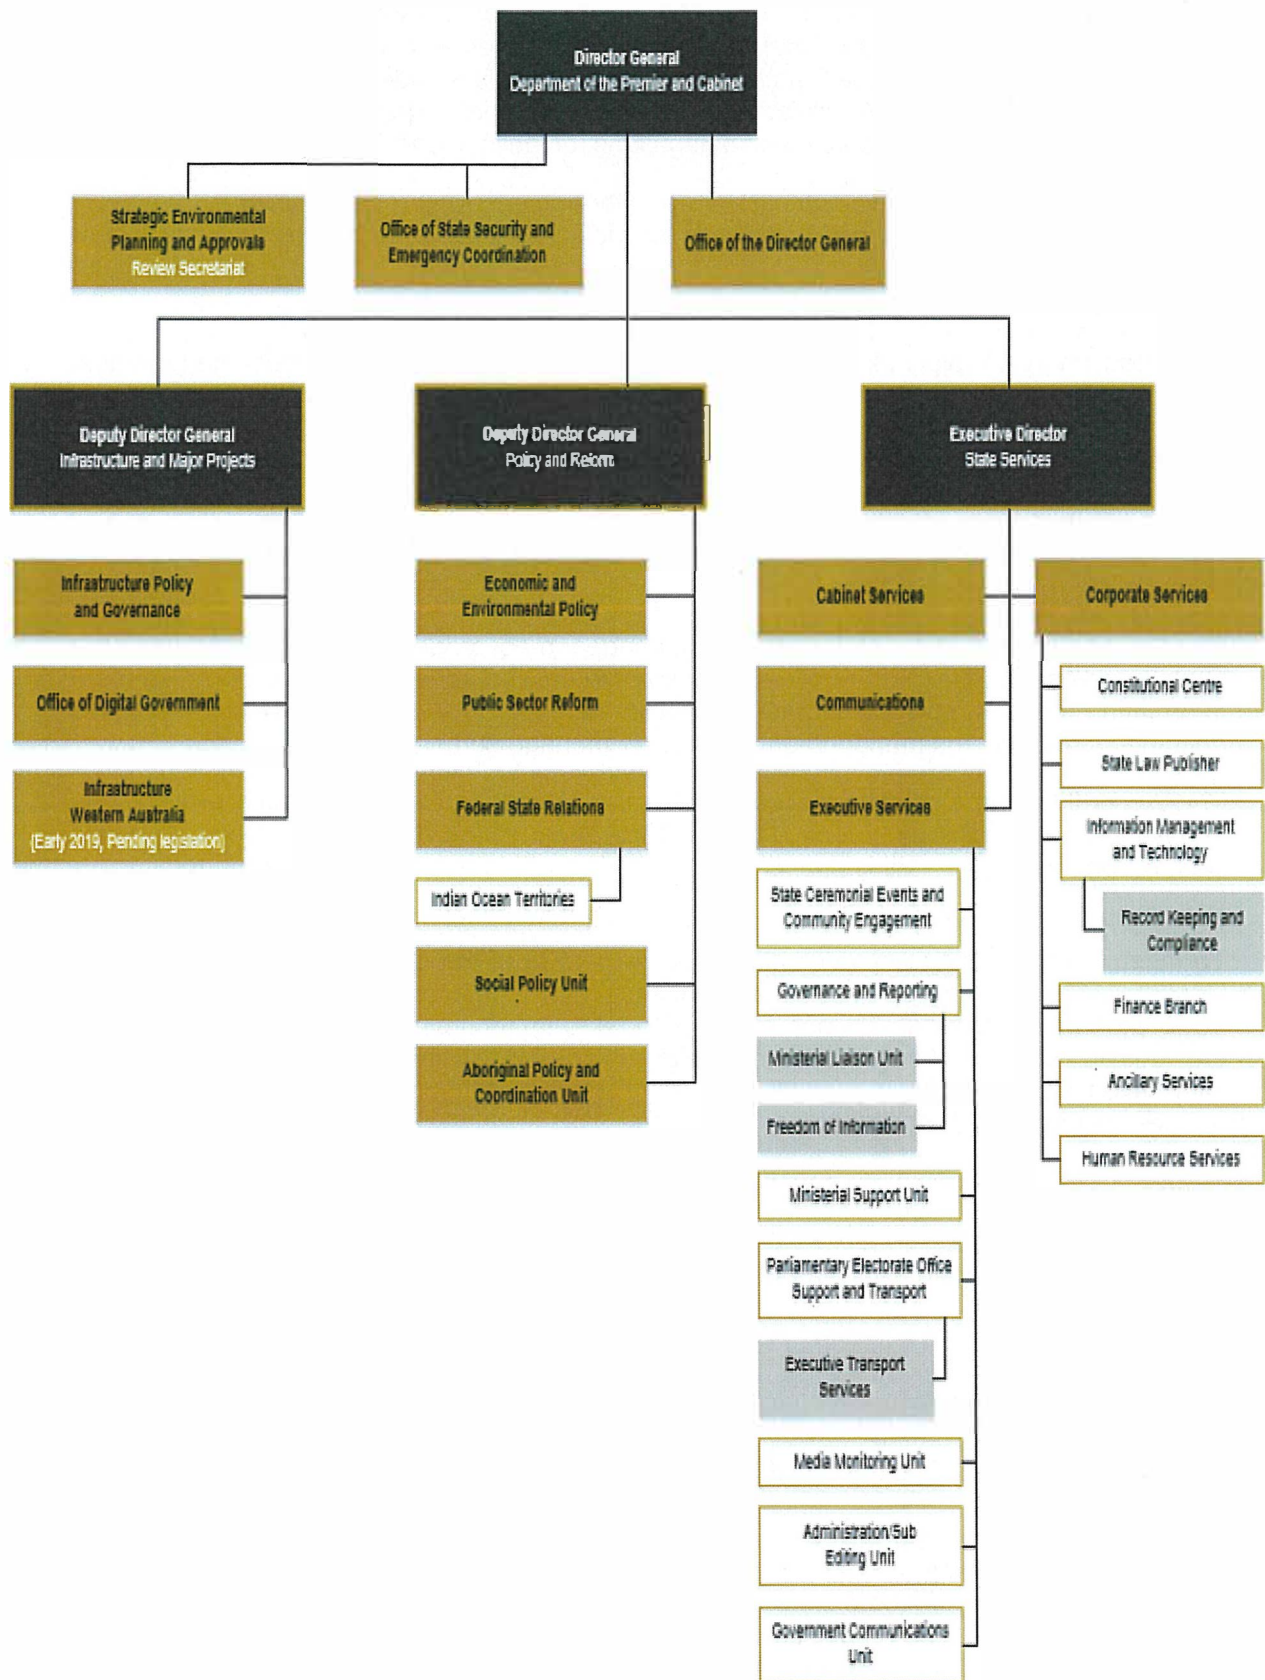 Director General
Department of the Premier and Cabinet
Strategic Environmental
Planning and Approvals
Review Secretariat
Office of State Security and
Emergency Coordination
Office of the Director General
Deputy Director General
Infrastructure and Major Projects
Deputy Director General
Policy and Reform
Executive Director
State Services
Infrastructure Policy
and Governance
Office of Digital Government
Infrastructure
Western Australia
(Early 2019, Pending legislation)
Economic and
Environmental Policy
Public Sector Reform
Federal State Relations
Indian Ocean Territories
Social Policy Unit
Aboriginal Policy and
Coordination Unit
Cabinet Services
Communications
Executive Services
State Ceremonial Events and
Community Engagement
Governance and Reporting
Ministerial Liaison Unit
Freedom of Information
Ministerial Support Unit
Parliamentary Electorate Office
Support and Transport
Executive Transport
Services
Media Monitoring Unit
Administration/Sub
Editing Unit
Government Communications
Unit
Corporate Services
Constitutional Centre
State Law Publisher
Information Management
and Technology
Record Keeping and
Compliance
Finance Branch
Ancillary Services
Human Resource Services